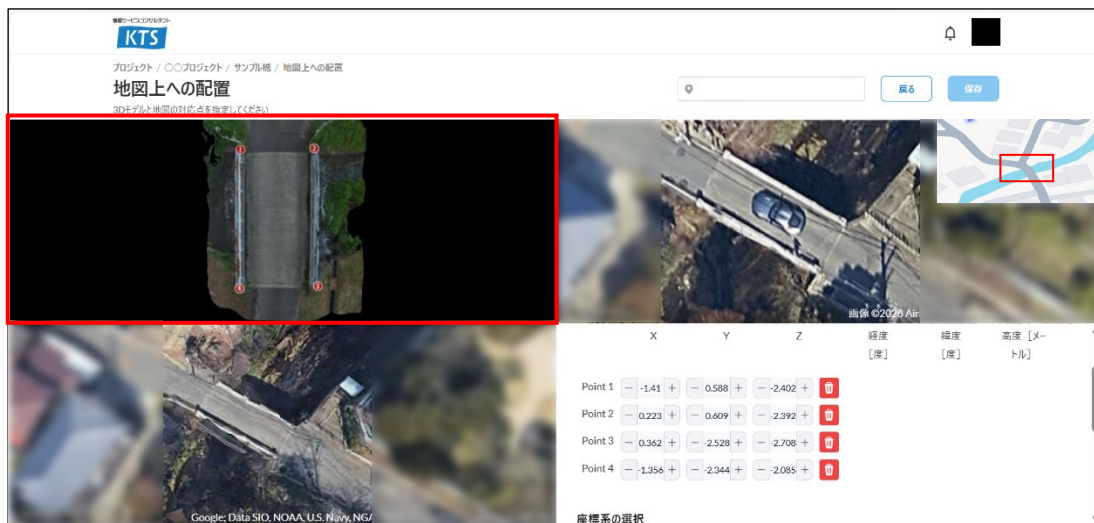 情報サービスコンサルタント
KTS
プロジェクト / 〇〇プロジェクト / サンプル橋 / 地図上への配置
地図上への配置
戻る
保存
3Dモデルと地図の対応点を指定してください
1
2
4
3
画像 ©2026 Air
X Y Z 経度 [度] 緯度 [度] 高度 [メートル]
Point 1 − -1.41 + − 0.588 + − -2.402 +
Point 2 − 0.223 + − 0.609 + − -2.392 +
Point 3 − 0.362 + − -2.528 + − -2.708 +
Point 4 − -1.356 + − -2.344 + − -2.085 +
Google; Data SIO, NOAA, U.S. Navy, NGA
座標系の選択